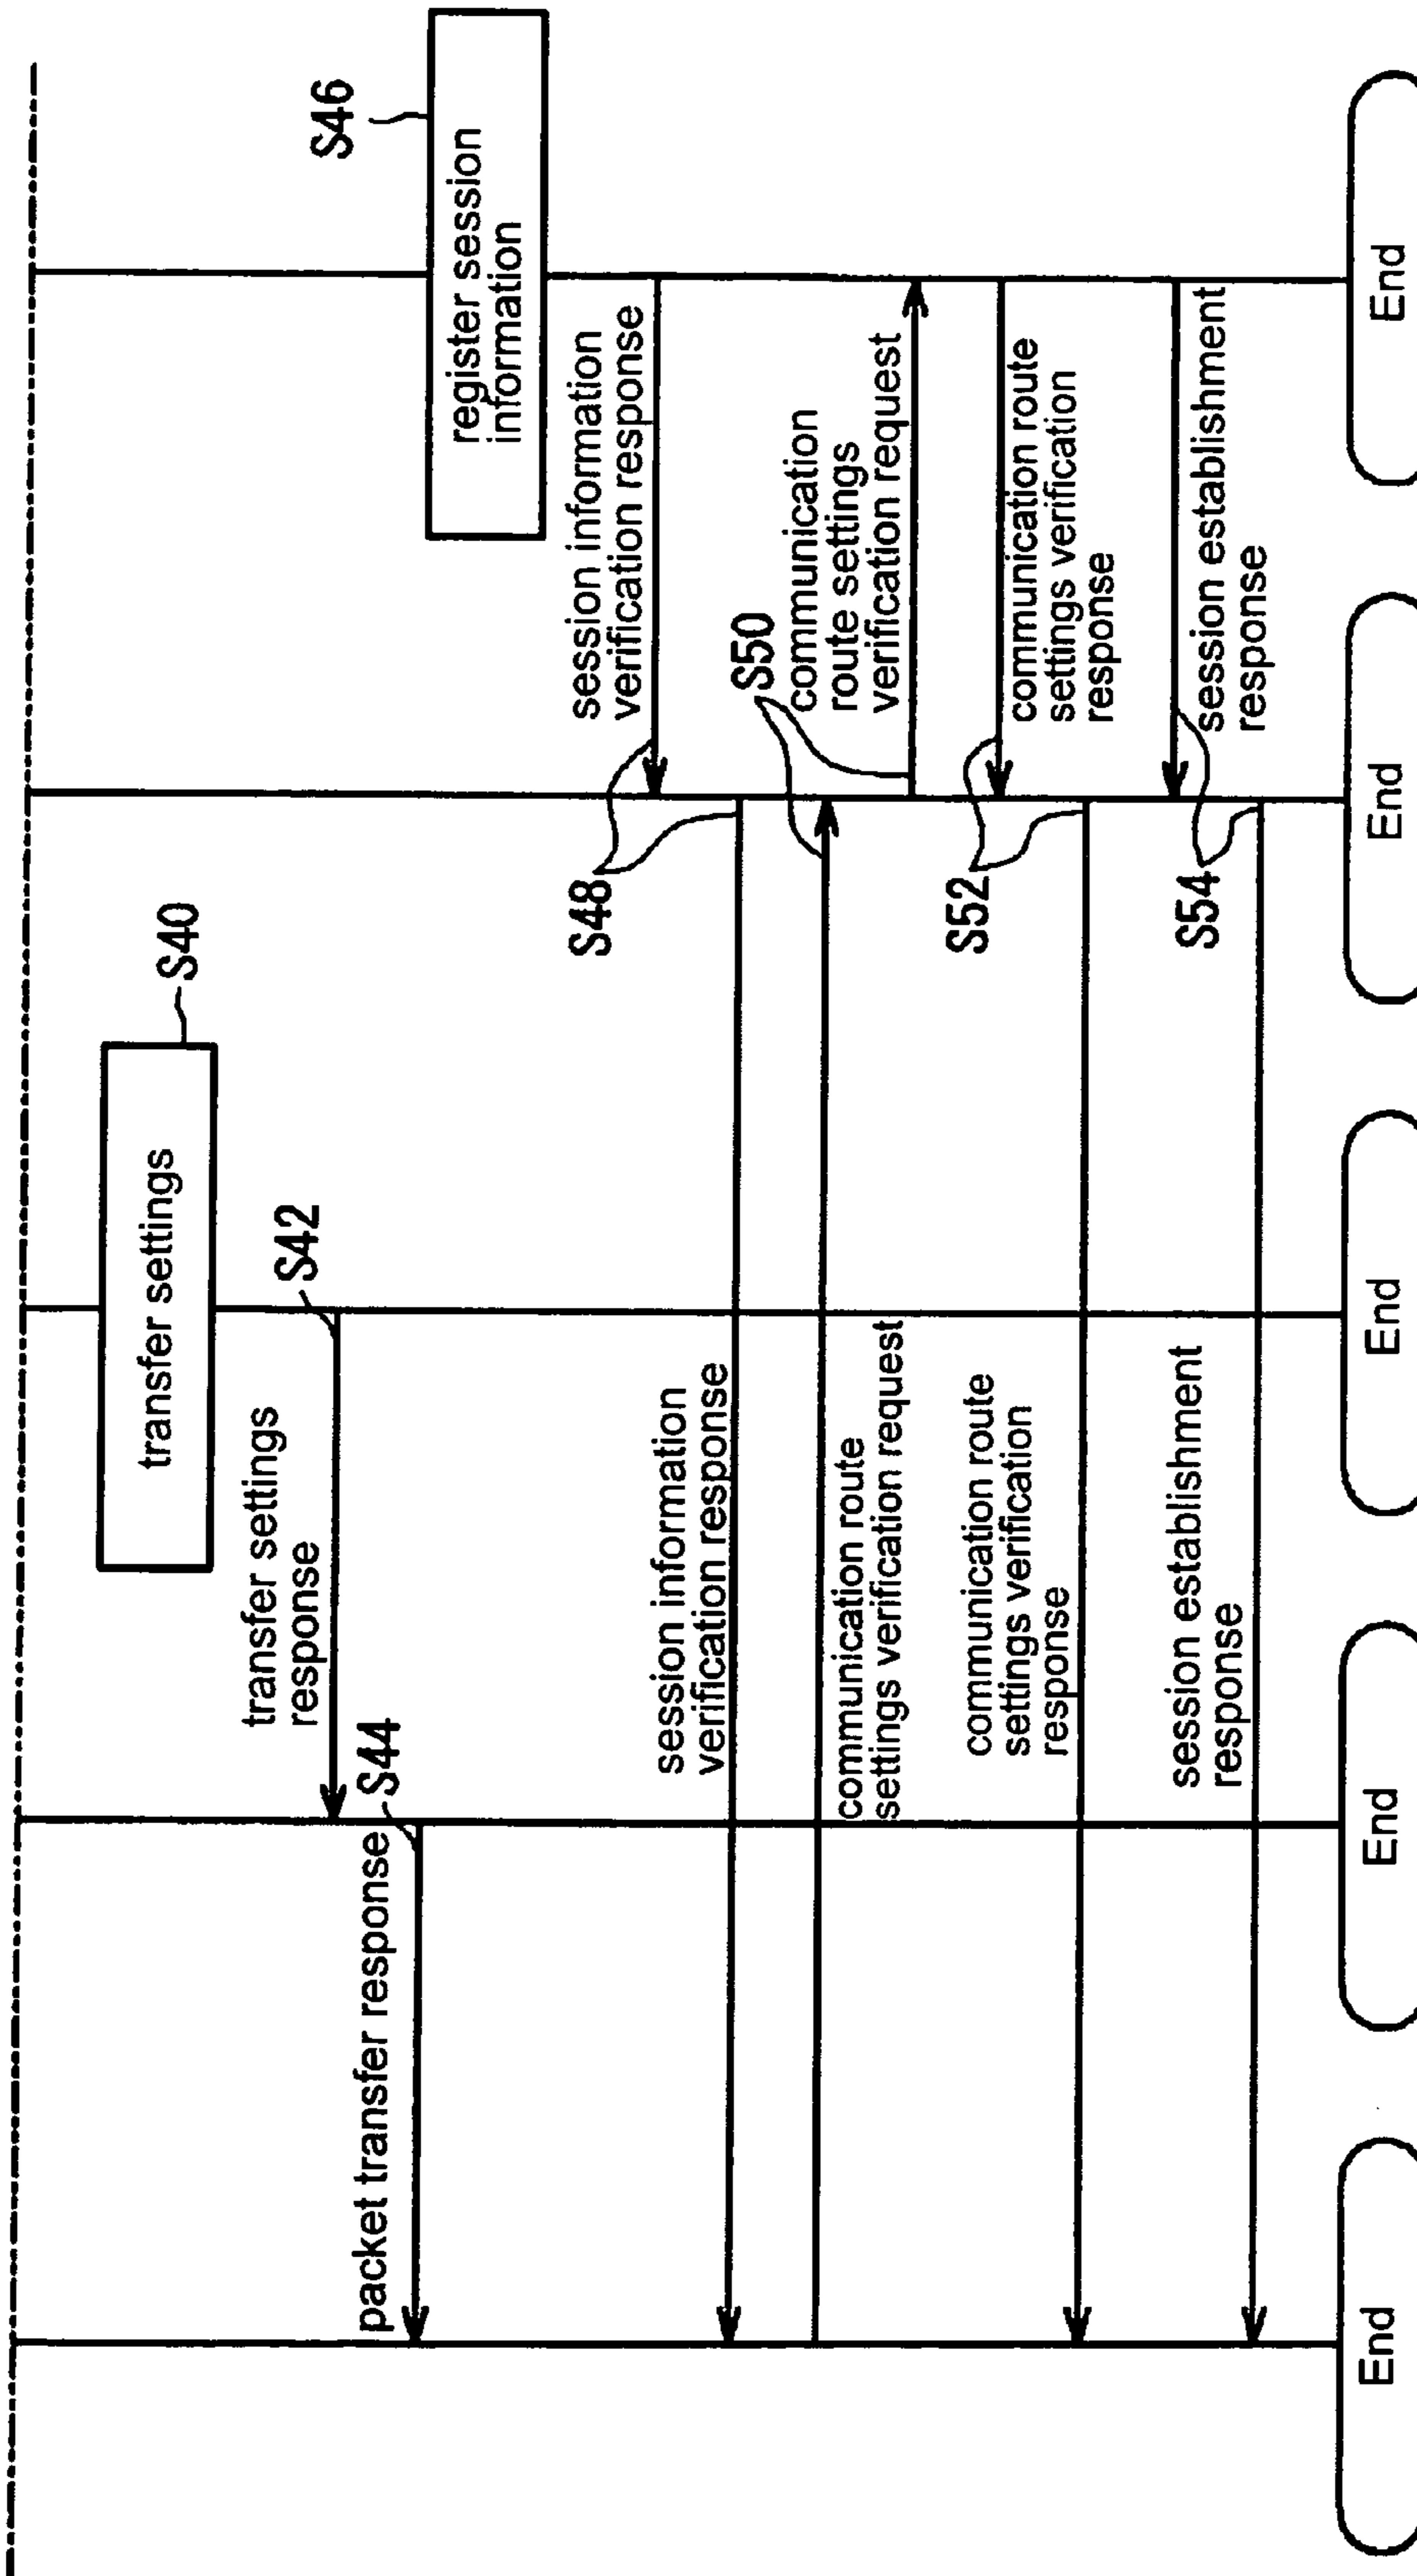 S40
transfer settings
S42
transfer settings
response
S44
packet transfer response
S46
register session
information
session information
verification response
S48
session information
verification response
S50
communication route
settings verification request
communication
route settings
verification request
communication route
settings verification
response
S52
communication route
settings verification
response
session establishment
response
S54
session establishment
response
End
End
End
End
End